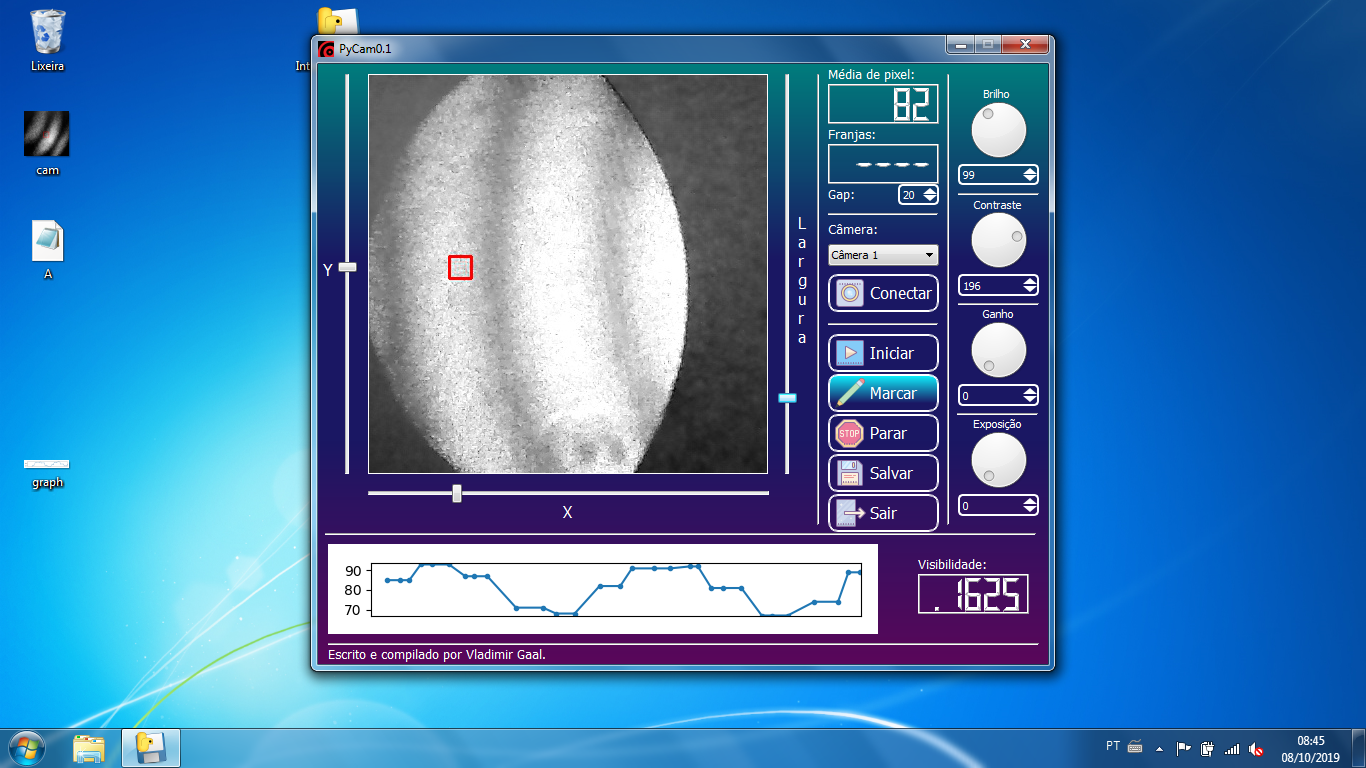 Lixeira
cam
A
graph
Int
PyCam0.1
Y
X
Largura
Média de pixel:
82
Franjas:
----
Gap:
20
Câmera:
Câmera 1
Conectar
Iniciar
Marcar
STOP
Parar
Salvar
Sair
Brilho
99
Contraste
196
Ganho
0
Exposição
0
90
80
70
Visibilidade:
.1625
Escrito e compilado por Vladimir Gaal.
PT
08:45
08/10/2019